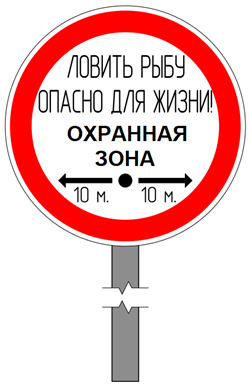 ЛОВИТЬ РЫБУ
ОПАСНО ДЛЯ ЖИЗНИ!
ОХРАННАЯ
ЗОНА
10 м. 10 м.